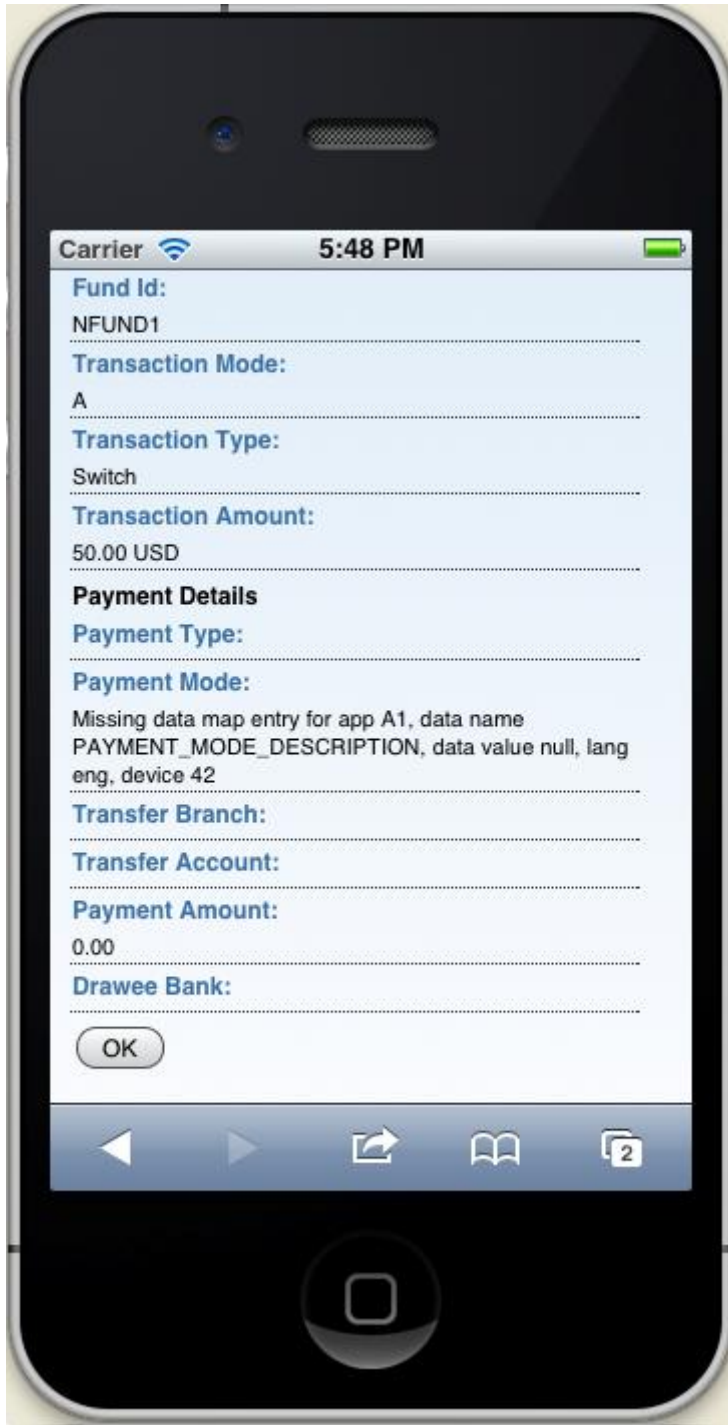 Carrier 5:48 PM
Fund Id:
NFUND1
Transaction Mode:
A
Transaction Type:
Switch
Transaction Amount:
50.00 USD
Payment Details
Payment Type:
Payment Mode:
Missing data map entry for app A1, data name
PAYMENT_MODE_DESCRIPTION, data value null, lang
eng, device 42
Transfer Branch:
Transfer Account:
Payment Amount:
0.00
Drawee Bank:
OK
2